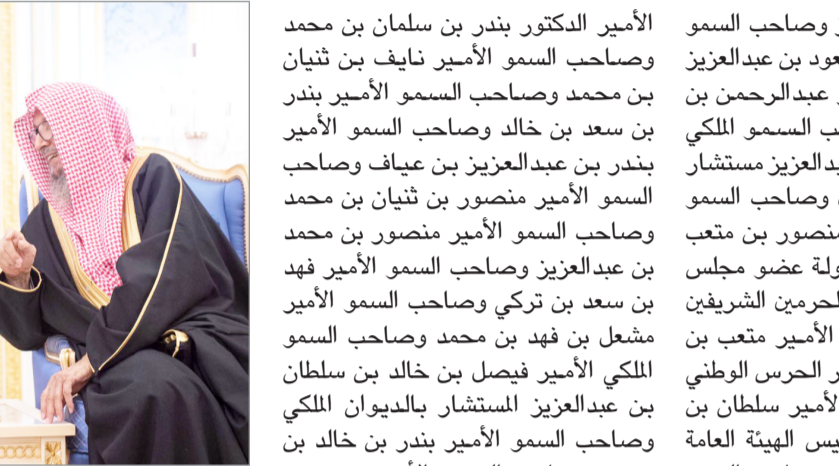 وصاحب السمو
عود بن عبدالعزيز
عبدالرحمن بن
السمو الملكي
عبدالعزيز مستشار
وصاحب السمو
منصور بن متعب
عضو مجلس
الحرمين الشريفين
الأمير متعب بن
الحرس الوطني
لأمير سلطان بن
الهيئة العامة
الأمير الدكتور بندر بن سلمان بن محمد
وصاحب السمو الأمير نايف بن ثنيان
بن محمد وصاحب السمو الأمير بندر
بن سعد بن خالد وصاحب السمو الأمير
بندر بن عبدالعزيز بن عياف وصاحب
السمو الأمير منصور بن ثنيان بن محمد
وصاحب السمو الأمير منصور بن محمد
بن عبدالعزيز وصاحب السمو الأمير فهد
بن سعد بن تركي وصاحب السمو الأمير
مشعل بن فهد بن محمد وصاحب السمو
الملكي الأمير فيصل بن خالد بن سلطان
بن عبدالعزيز المستشار بالديوان الملكي
وصاحب السمو الأمير بندر بن خالد بن